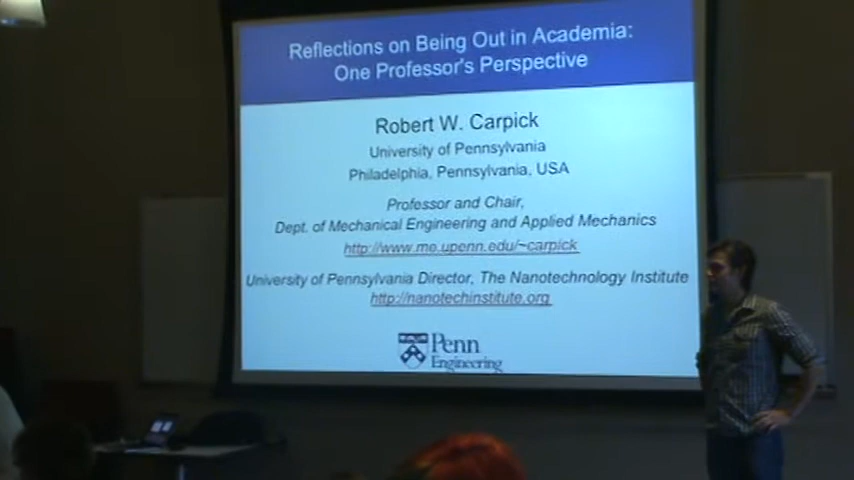 Reflections on Being Out in Academia:
One Professor's Perspective
Robert W. Carpick
University of Pennsylvania
Philadelphia, Pennsylvania, USA
Professor and Chair,
Dept. of Mechanical Engineering and Applied Mechanics
http://www.me.upenn.edu/~carpick
University of Pennsylvania Director, The Nanotechnology Institute
http://nanotechinstitute.org
Penn
Engineering